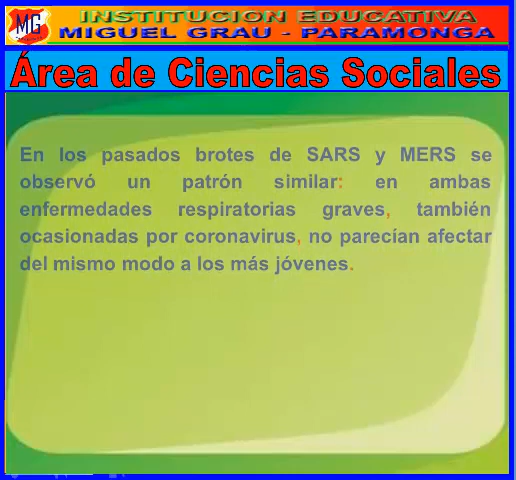 MG
INSTITUCION EDUCATIVA
MIGUEL GRAU - PARAMONGA
Área de Ciencias Sociales
En los pasados brotes de SARS y MERS se
observó un patrón similar: en ambas
enfermedades respiratorias graves, también
ocasionadas por coronavirus, no parecían afectar
del mismo modo a los más jóvenes.